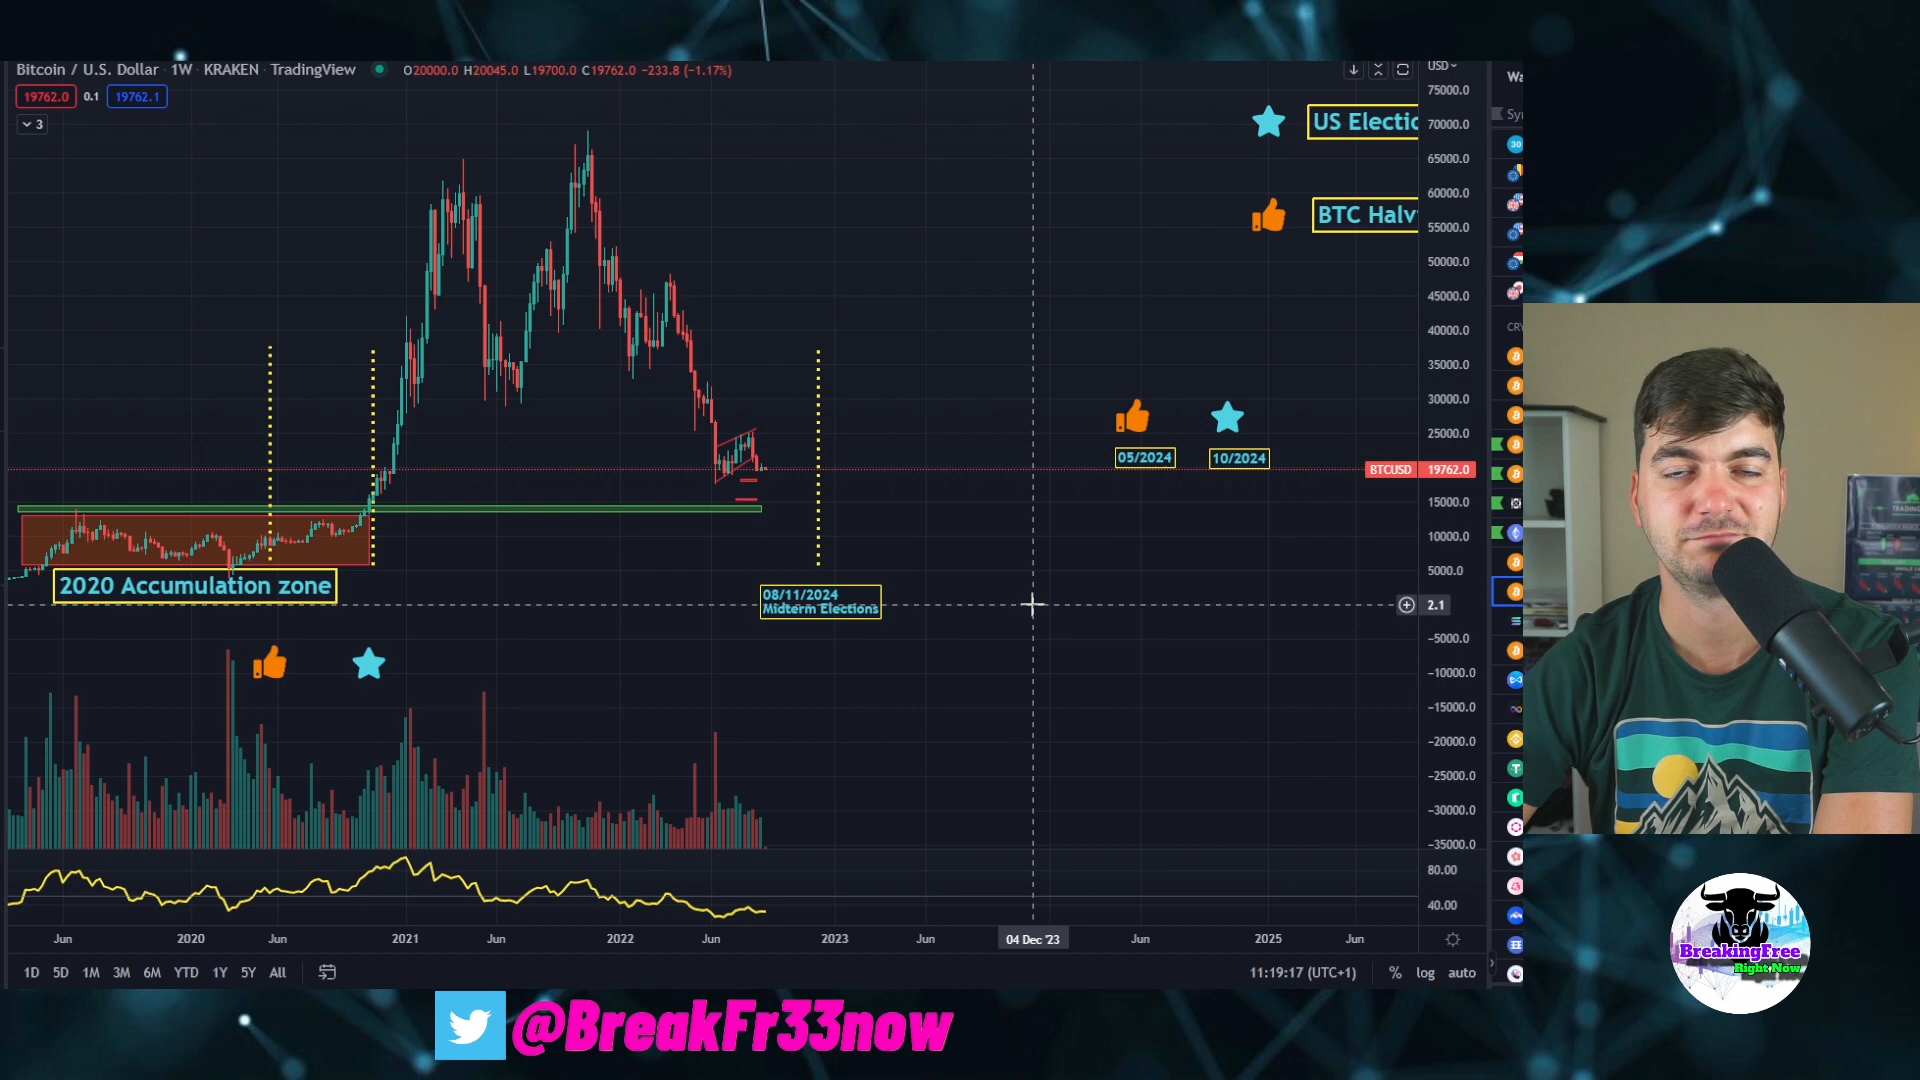 Bitcoin / U.S. Dollar · 1W · KRAKEN · TradingView
O20000.0 H20045.0 L19700.0 C19762.0 −233.8 (−1.17%)
USD
19762.0 0.1 19762.1
3
75000.0
70000.0
65000.0
60000.0
55000.0
50000.0
45000.0
40000.0
35000.0
30000.0
25000.0
BTCUSD 19762.0
15000.0
10000.0
5000.0
2.1
−5000.0
−10000.0
−15000.0
−20000.0
−25000.0
−30000.0
−35000.0
80.00
40.00
US Electio
BTC Halv
05/2024
10/2024
2020 Accumulation zone
08/11/2024
Midterm Elections
Jun 2020 Jun 2021 Jun 2022 Jun 2023 Jun 04 Dec '23 Jun 2025 Jun
1D 5D 1M 3M 6M YTD 1Y 5Y All
11:19:17 (UTC+1) % log auto
Wa
Syr
30
CRY
BreakingFree
Right Now
@BreakFr33now